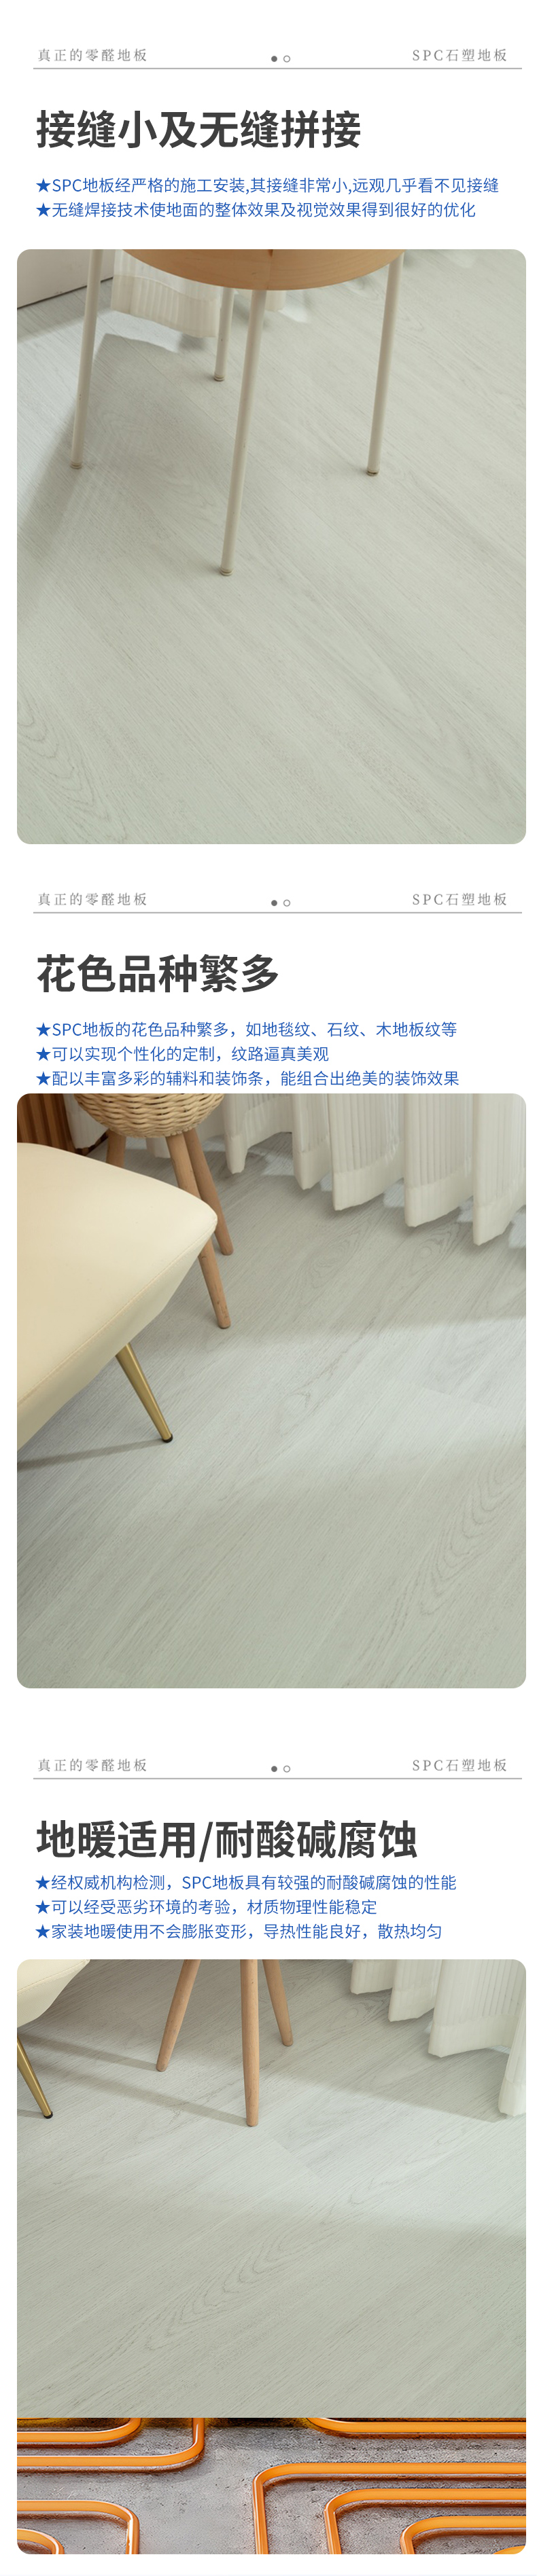 真正的零醛地板
SPC石塑地板
接缝小及无缝拼接
★SPC地板经严格的施工安装,其接缝非常小,远观几乎看不见接缝
★无缝焊接技术使地面的整体效果及视觉效果得到很好的优化
真正的零醛地板
SPC石塑地板
花色品种繁多
★SPC地板的花色品种繁多，如地毯纹、石纹、木地板纹等
★可以实现个性化的定制，纹路逼真美观
★配以丰富多彩的辅料和装饰条，能组合出绝美的装饰效果
真正的零醛地板
SPC石塑地板
地暖适用/耐酸碱腐蚀
★经权威机构检测，SPC地板具有较强的耐酸碱腐蚀的性能
★可以经受恶劣环境的考验，材质物理性能稳定
★家装地暖使用不会膨胀变形，导热性能良好，散热均匀